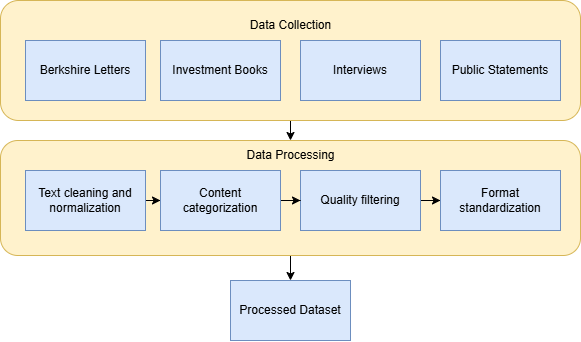 Data Collection
Berkshire Letters
Investment Books
Interviews
Public Statements
Data Processing
Text cleaning and
normalization
Content
categorization
Quality filtering
Format
standardization
Processed Dataset